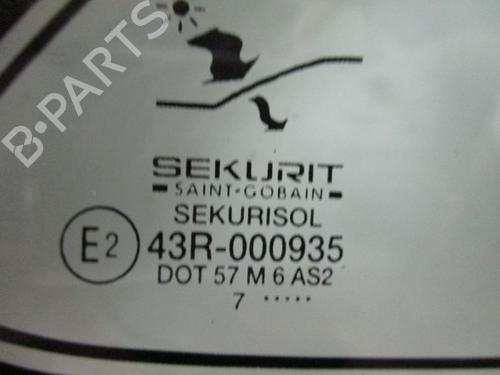 B-PARTS
SEKURIT
SAINT-GOBAIN
SEKURISOL
E2 43R-000935
DOT 57 M 6 AS2
7 .....